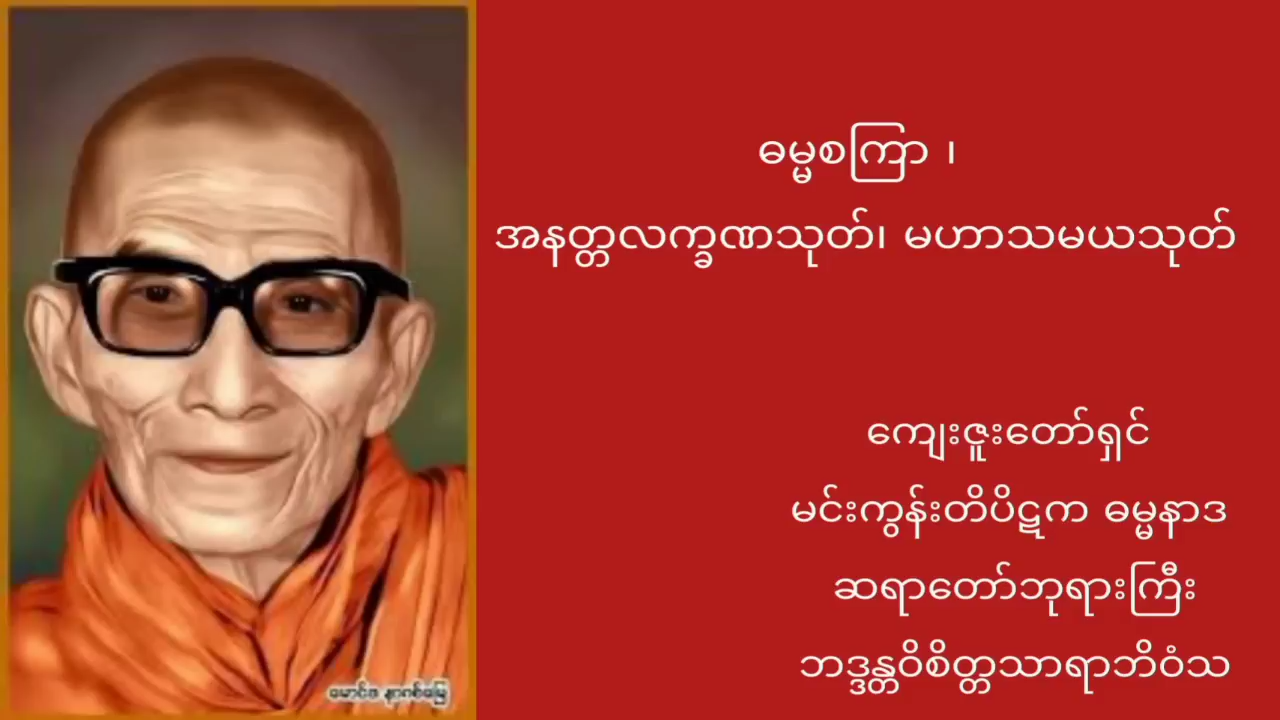 ဓမ္မစကြာ ၊
အနတ္တလက္ခဏသုတ်၊ မဟာသမယသုတ်
ကျေးဇူးတော်ရှင်
မင်းကွန်းတိပိဋက ဓမ္မနာဒ
ဆရာတော်ဘုရားကြီး
ဘဒ္ဒန္တဝိစိတ္တသာရာဘိဝံသ